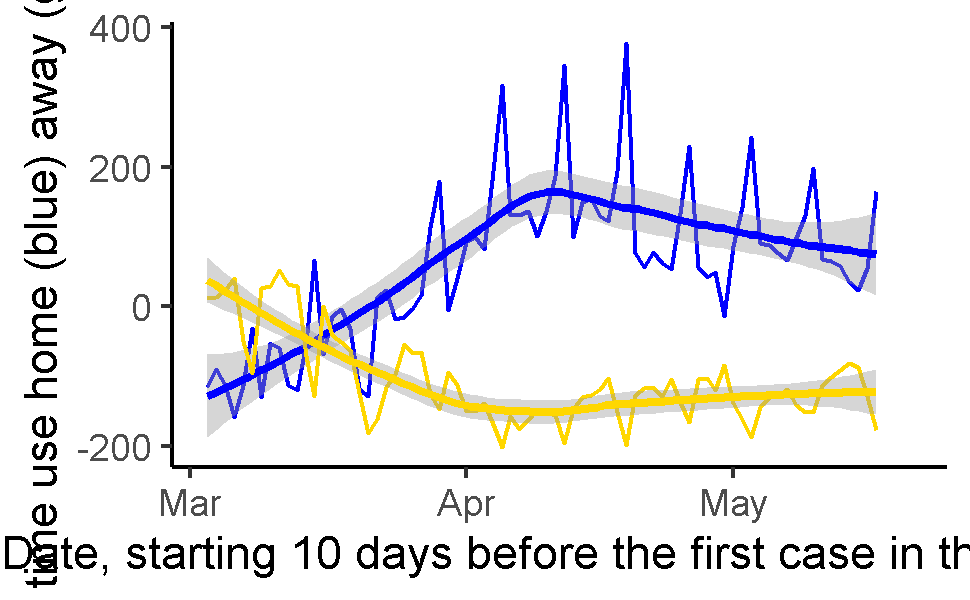 time use home (blue) away (
400
200
0
-200
Mar Apr May
Date, starting 10 days before the first case in th